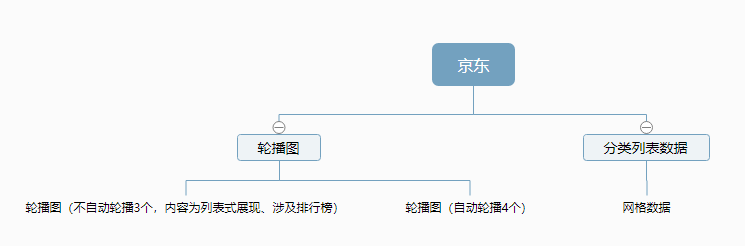 京东
轮播图
分类列表数据
轮播图（不自动轮播3个，内容为列表式展现、涉及排行榜）
轮播图（自动轮播4个）
网格数据